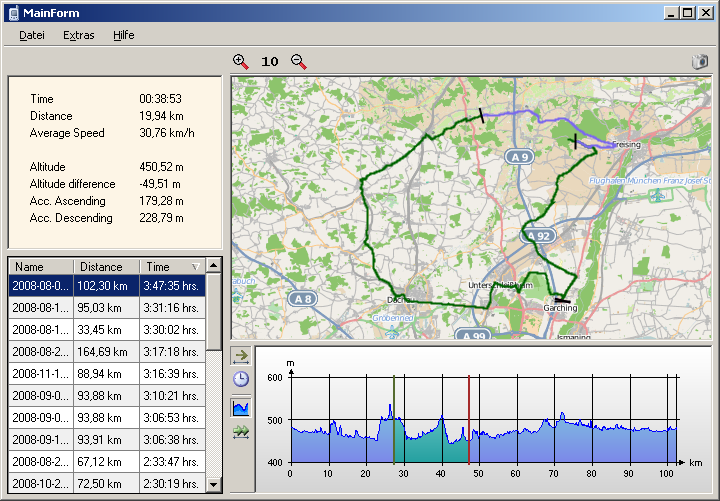 MainForm
Datei Extras Hilfe
10
Time 00:38:53
Distance 19,94 km
Average Speed 30,76 km/h
Altitude 450,52 m
Altitude difference -49,51 m
Acc. Ascending 179,28 m
Acc. Descending 228,79 m
Name Distance Time
2008-08-0... 102,30 km 3:47:35 hrs.
2008-08-1... 95,03 km 3:31:16 hrs.
2008-08-1... 33,45 km 3:30:02 hrs.
2008-08-2... 164,69 km 3:17:18 hrs.
2008-11-1... 88,94 km 3:16:39 hrs.
2008-09-0... 93,88 km 3:10:21 hrs.
2008-09-0... 93,88 km 3:06:53 hrs.
2008-09-1... 93,91 km 3:06:38 hrs.
2008-08-2... 67,12 km 2:33:47 hrs.
2008-10-2... 72,50 km 2:30:19 hrs.
reising
A 9
Flughafen München Franz Josef St
A 92
Unterschleißheim
A 8
Dachau
Garching
Gröbenried
A 99
Ismaning
m
600
500
400
0 10 20 30 40 50 60 70 80 90 100
km